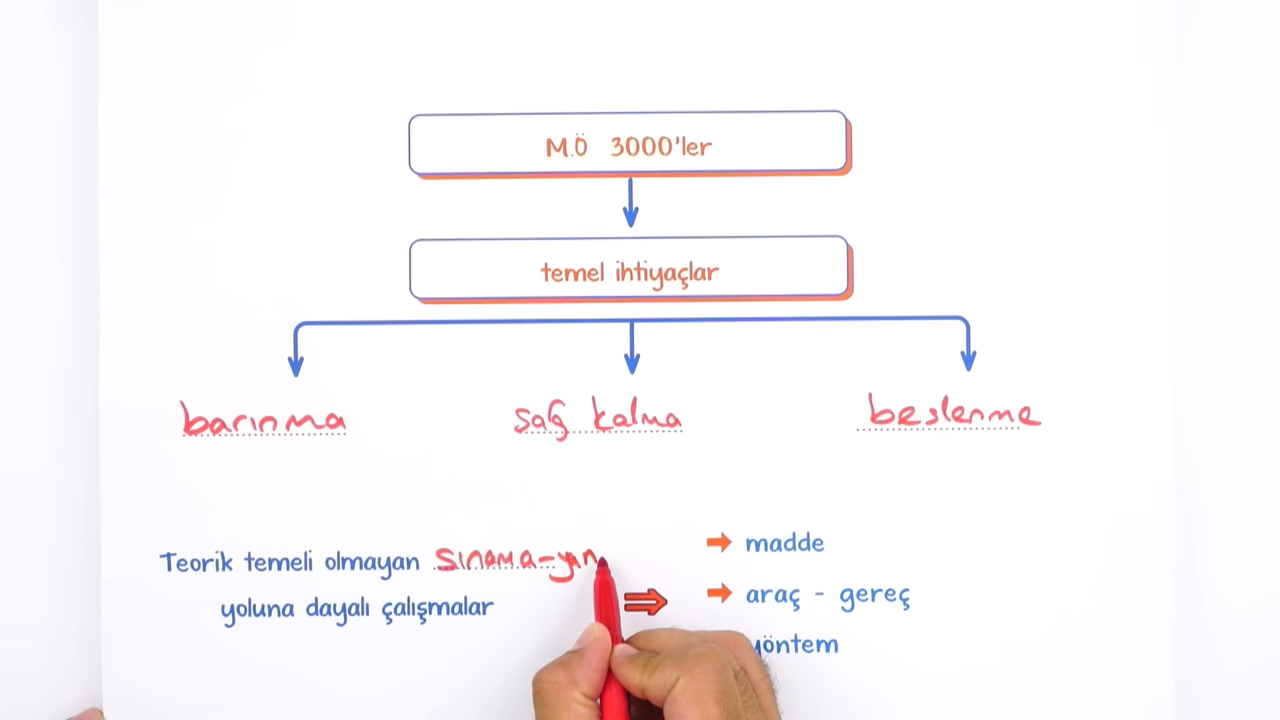 M.Ö 3000'ler
temel ihtiyaçlar
barınma sağ kalma beslenme
Teorik temeli olmayan sınama-yan
yoluna dayalı çalışmalar
madde
araç - gereç
yöntem